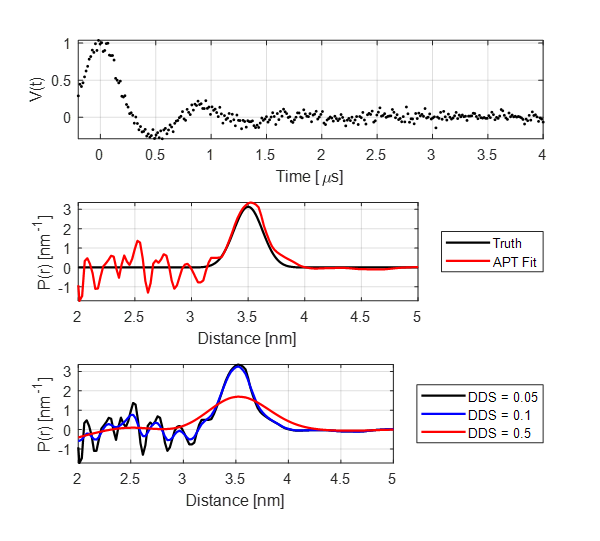 1
0.5
0
V(t)
0 0.5 1 1.5 2 2.5 3 3.5 4
Time [ μs]
3
2
1
0
-1
P(r) [nm-1]
2 2.5 3 3.5 4 4.5 5
Distance [nm]
Truth
APT Fit
3
2
1
0
-1
P(r) [nm-1]
2 2.5 3 3.5 4 4.5 5
Distance [nm]
DDS = 0.05
DDS = 0.1
DDS = 0.5